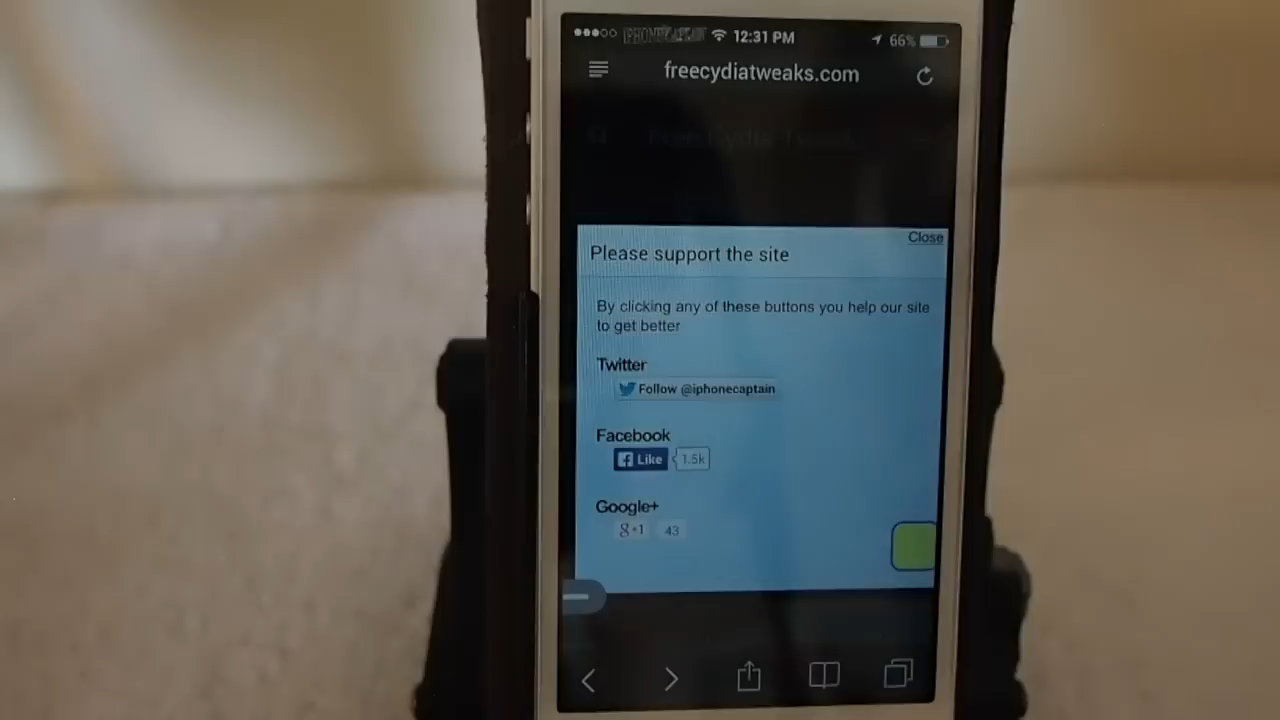 12:31 PM
66%
freecydiatweaks.com
Close
Please support the site
By clicking any of these buttons you help our site
to get better
Twitter
Follow @iphonecaptain
Facebook
Like 1.5k
Google+
g+1 43